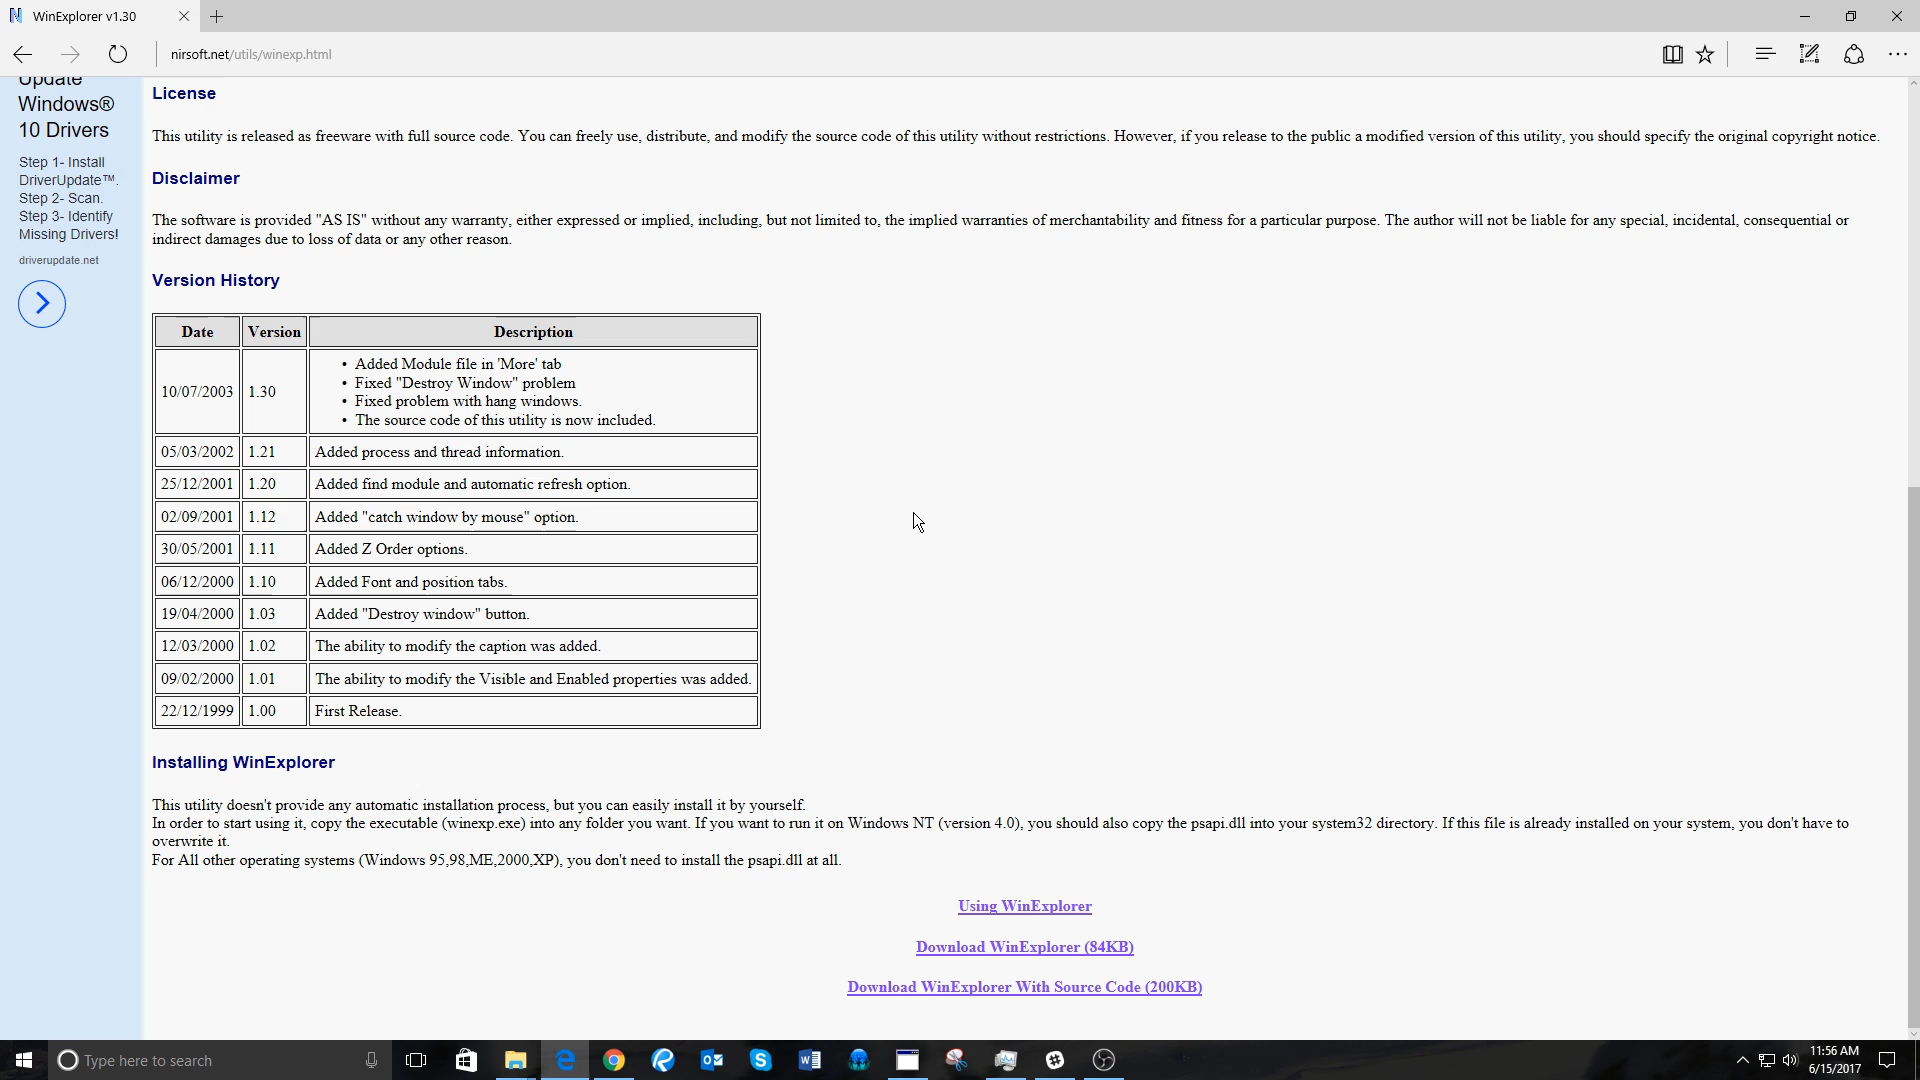 WinExplorer v1.30
nirsoft.net/utils/winexp.html
Update
Windows®
10 Drivers
Step 1- Install
DriverUpdate™.
Step 2- Scan.
Step 3- Identify
Missing Drivers!
driverupdate.net
License
This utility is released as freeware with full source code. You can freely use, distribute, and modify the source code of this utility without restrictions. However, if you release to the public a modified version of this utility, you should specify the original copyright notice.
Disclaimer
The software is provided "AS IS" without any warranty, either expressed or implied, including, but not limited to, the implied warranties of merchantability and fitness for a particular purpose. The author will not be liable for any special, incidental, consequential or
indirect damages due to loss of data or any other reason.
Version History
Date Version Description
• Added Module file in 'More' tab
• Fixed "Destroy Window" problem
10/07/2003 1.30
• Fixed problem with hang windows.
• The source code of this utility is now included.
05/03/2002 1.21 Added process and thread information.
25/12/2001 1.20 Added find module and automatic refresh option.
02/09/2001 1.12 Added "catch window by mouse" option.
30/05/2001 1.11 Added Z Order options.
06/12/2000 1.10 Added Font and position tabs.
19/04/2000 1.03 Added "Destroy window" button.
12/03/2000 1.02 The ability to modify the caption was added.
09/02/2000 1.01 The ability to modify the Visible and Enabled properties was added.
22/12/1999 1.00 First Release.
Installing WinExplorer
This utility doesn't provide any automatic installation process, but you can easily install it by yourself.
In order to start using it, copy the executable (winexp.exe) into any folder you want. If you want to run it on Windows NT (version 4.0), you should also copy the psapi.dll into your system32 directory. If this file is already installed on your system, you don't have to
overwrite it.
For All other operating systems (Windows 95,98,ME,2000,XP), you don't need to install the psapi.dll at all.
Using WinExplorer
Download WinExplorer (84KB)
Download WinExplorer With Source Code (200KB)
Type here to search
11:56 AM
6/15/2017